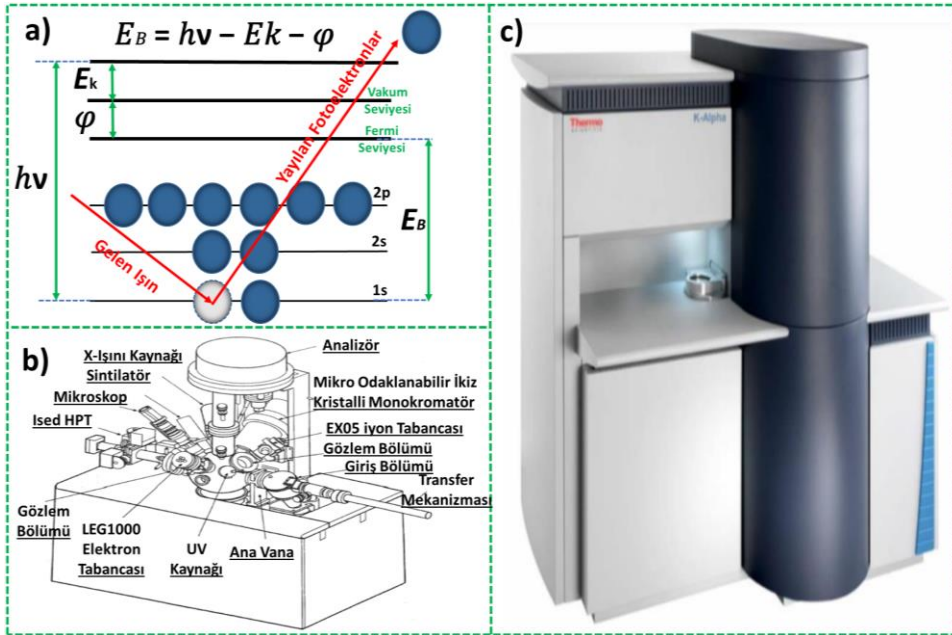 a)
E_B = hν – Ek – φ
E_k
φ
hν
Vakum
Seviyesi
Fermi
Seviyesi
Yayılan Fotoelektronlar
Gelen Işın
2p
2s
1s
E_B
b)
Analizör
X-Işını Kaynağı
Sintilatör
Mikroskop
Ised HPT
Mikro Odaklanabilir İkiz
Kristalli Monokromatör
EX05 iyon Tabancası
Gözlem Bölümü
Giriş Bölümü
Transfer
Mekanizması
Gözlem
Bölümü
LEG1000
Elektron
Tabancası
UV
Kaynağı
Ana Vana
c)
Thermo
K-Alpha